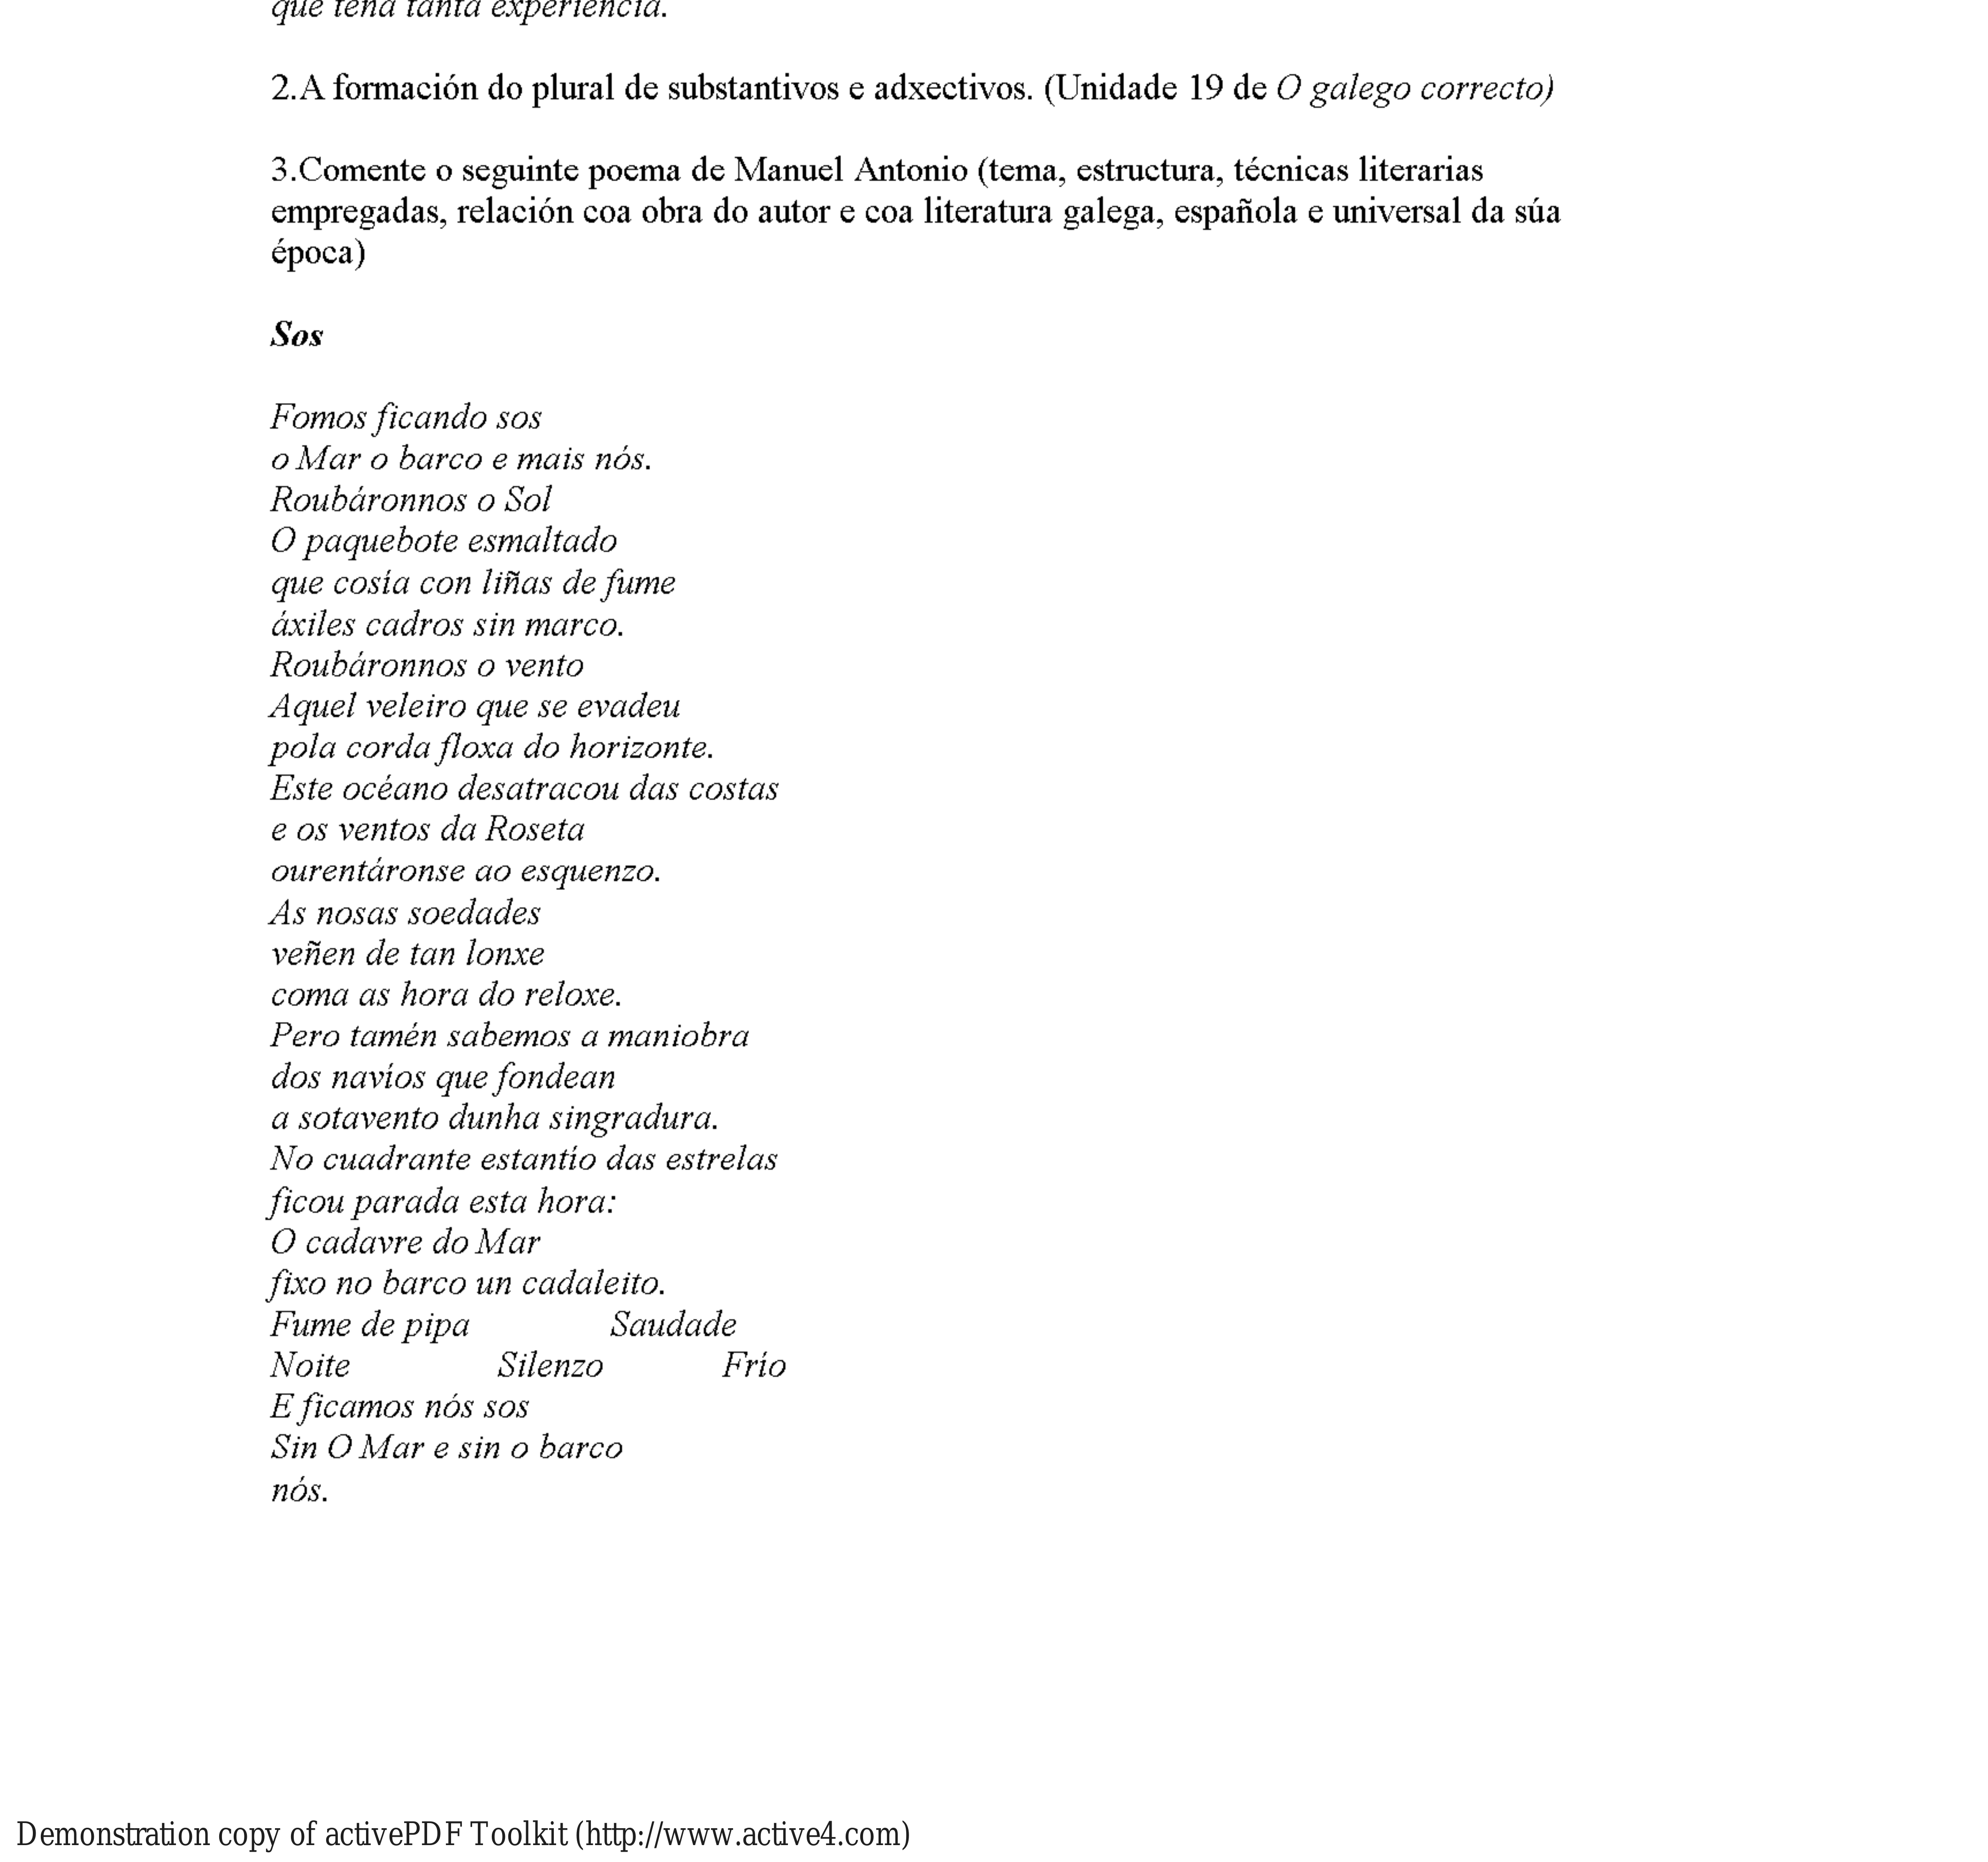 que teña tanta experiencia.
2.A formación do plural de substantivos e adxectivos. (Unidade 19 de O galego correcto)
3.Comente o seguinte poema de Manuel Antonio (tema, estructura, técnicas literarias
empregadas, relación coa obra do autor e coa literatura galega, española e universal da súa
época)
Sos
Fomos ficando sos
o Mar o barco e mais nós.
Roubáronnos o Sol
O paquebote esmaltado
que cosía con liñas de fume
áxiles cadros sin marco.
Roubáronnos o vento
Aquel veleiro que se evadeu
pola corda floxa do horizonte.
Este océano desatracou das costas
e os ventos da Roseta
ourentáronse ao esquenzo.
As nosas soedades
veñen de tan lonxe
coma as hora do reloxe.
Pero tamén sabemos a maniobra
dos navíos que fondean
a sotavento dunha singradura.
No cuadrante estantío das estrelas
ficou parada esta hora:
O cadavre do Mar
fixo no barco un cadaleito.
Fume de pipa Saudade
Noite Silenzo Frío
E ficamos nós sos
Sin O Mar e sin o barco
nós.
Demonstration copy of activePDF Toolkit (http://www.active4.com)